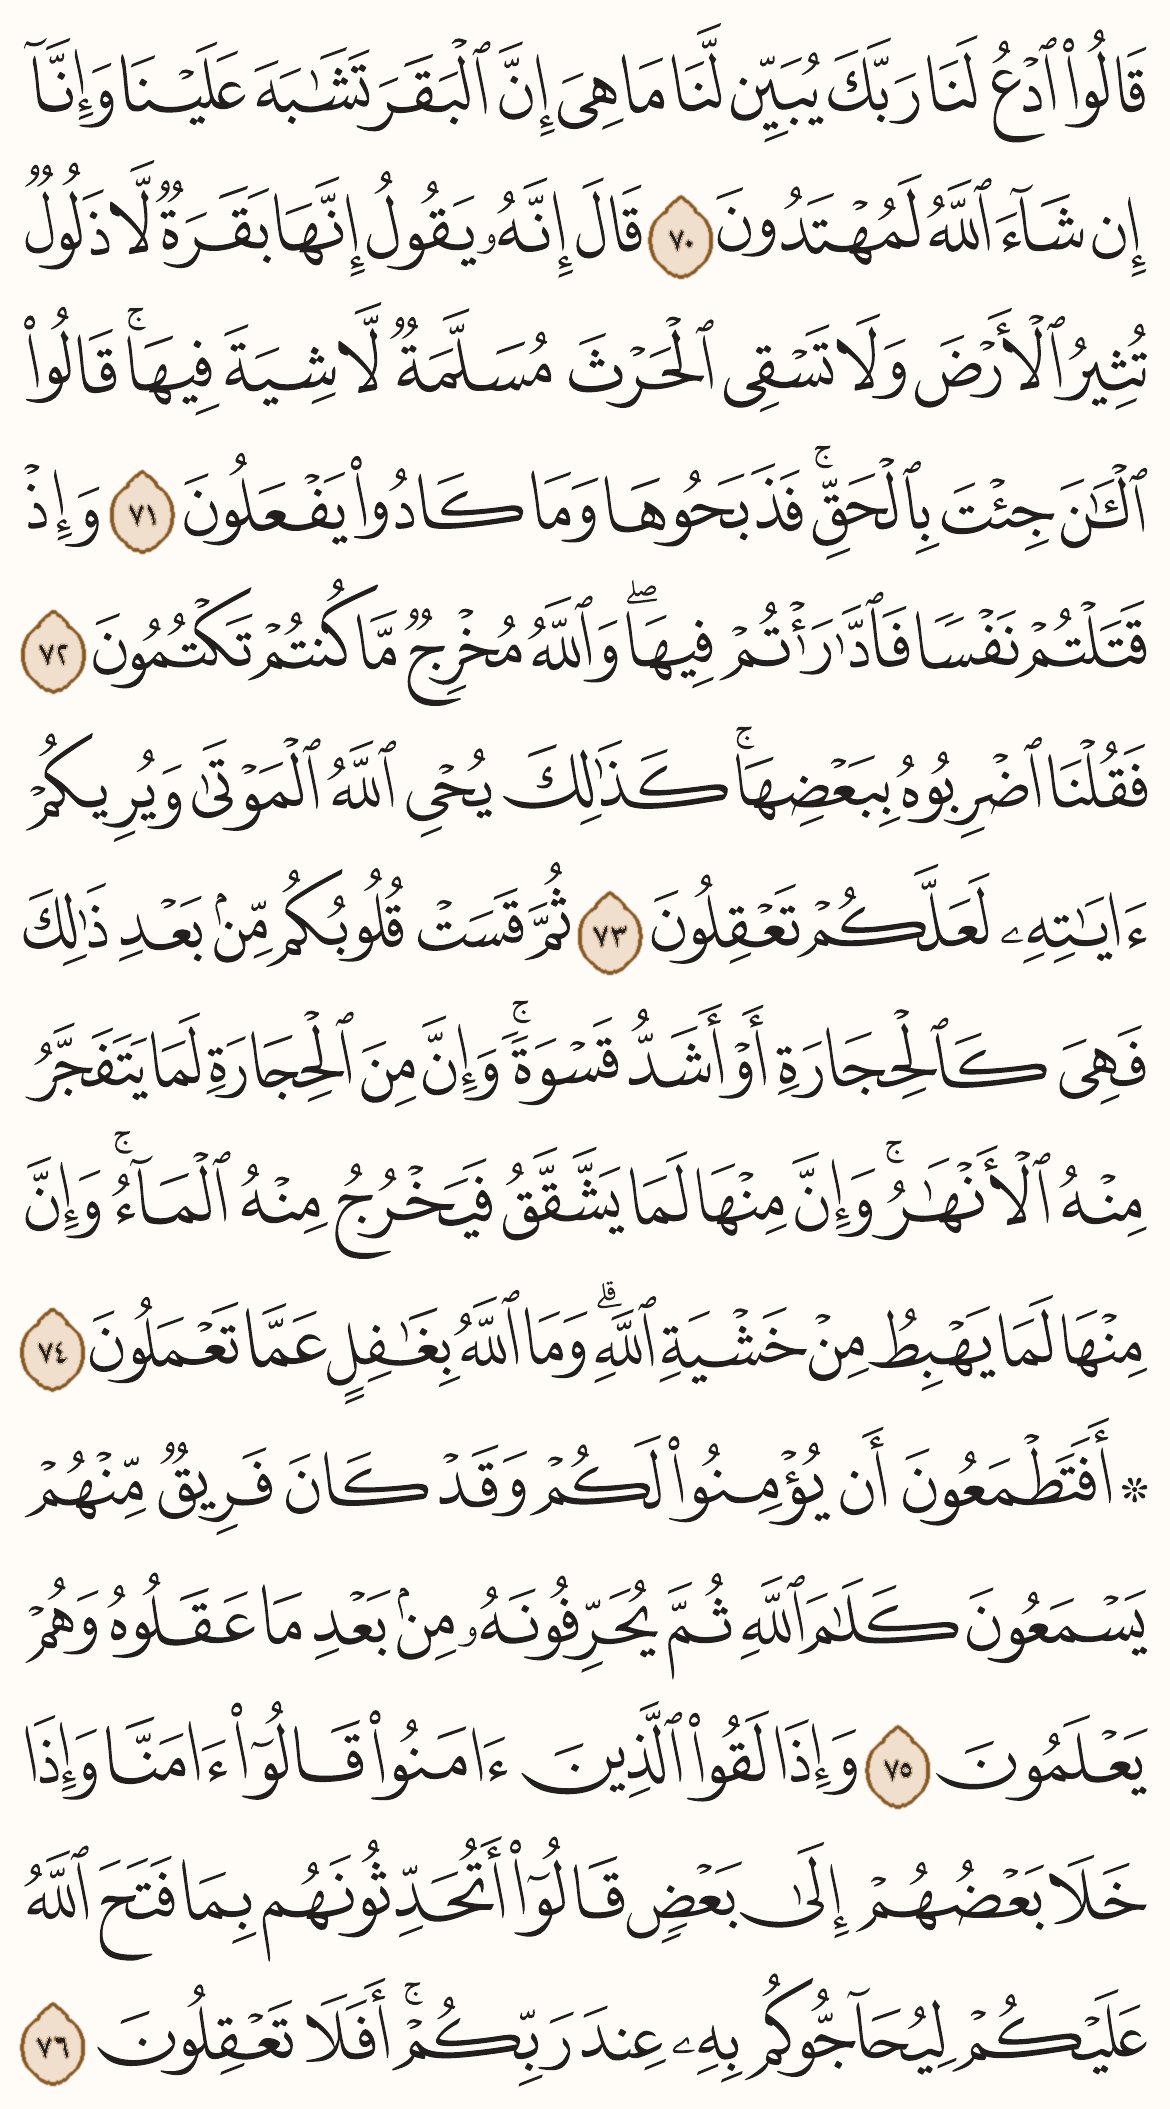 قَالُوا۟ ٱدْعُ لَنَا رَبَّكَ يُبَيِّن لَّنَا مَا هِىَ إِنَّ ٱلْبَقَرَ تَشَـٰبَهَ عَلَيْنَا وَإِنَّآ
إِن شَآءَ ٱللَّهُ لَمُهْتَدُونَ ٧٠ قَالَ إِنَّهُۥ يَقُولُ إِنَّهَا بَقَرَةٌ لَّا ذَلُولٌ
تُثِيرُ ٱلْأَرْضَ وَلَا تَسْقِى ٱلْحَرْثَ مُسَلَّمَةٌ لَّا شِيَةَ فِيهَا ۚ قَالُوا۟
ٱلْـَٔـٰنَ جِئْتَ بِٱلْحَقِّ ۚ فَذَبَحُوهَا وَمَا كَادُوا۟ يَفْعَلُونَ ٧١ وَإِذْ
قَتَلْتُمْ نَفْسًا فَٱدَّٰرَْٰٔتُمْ فِيهَا ۖ وَٱللَّهُ مُخْرِجٌ مَّا كُنتُمْ تَكْتُمُونَ ٧٢
فَقُلْنَا ٱضْرِبُوهُ بِبَعْضِهَا ۚ كَذَٰلِكَ يُحْىِ ٱللَّهُ ٱلْمَوْتَىٰ وَيُرِيكُمْ
ءَايَـٰتِهِۦ لَعَلَّكُمْ تَعْقِلُونَ ٧٣ ثُمَّ قَسَتْ قُلُوبُكُم مِّنۢ بَعْدِ ذَٰلِكَ
فَهِىَ كَٱلْحِجَارَةِ أَوْ أَشَدُّ قَسْوَةً ۚ وَإِنَّ مِنَ ٱلْحِجَارَةِ لَمَا يَتَفَجَّرُ
مِنْهُ ٱلْأَنْهَـٰرُ ۚ وَإِنَّ مِنْهَا لَمَا يَشَّقَّقُ فَيَخْرُجُ مِنْهُ ٱلْمَآءُ ۚ وَإِنَّ
مِنْهَا لَمَا يَهْبِطُ مِنْ خَشْيَةِ ٱللَّهِ ۗ وَمَا ٱللَّهُ بِغَـٰفِلٍ عَمَّا تَعْمَلُونَ ٧٤
۞ أَفَتَطْمَعُونَ أَن يُؤْمِنُوا۟ لَكُمْ وَقَدْ كَانَ فَرِيقٌ مِّنْهُمْ
يَسْمَعُونَ كَلَـٰمَ ٱللَّهِ ثُمَّ يُحَرِّفُونَهُۥ مِنۢ بَعْدِ مَا عَقَلُوهُ وَهُمْ
يَعْلَمُونَ ٧٥ وَإِذَا لَقُوا۟ ٱلَّذِينَ ءَامَنُوا۟ قَالُوٓا۟ ءَامَنَّا وَإِذَا
خَلَا بَعْضُهُمْ إِلَىٰ بَعْضٍ قَالُوٓا۟ أَتُحَدِّثُونَهُم بِمَا فَتَحَ ٱللَّهُ
عَلَيْكُمْ لِيُحَآجُّوكُم بِهِۦ عِندَ رَبِّكُمْ ۚ أَفَلَا تَعْقِلُونَ ٧٦